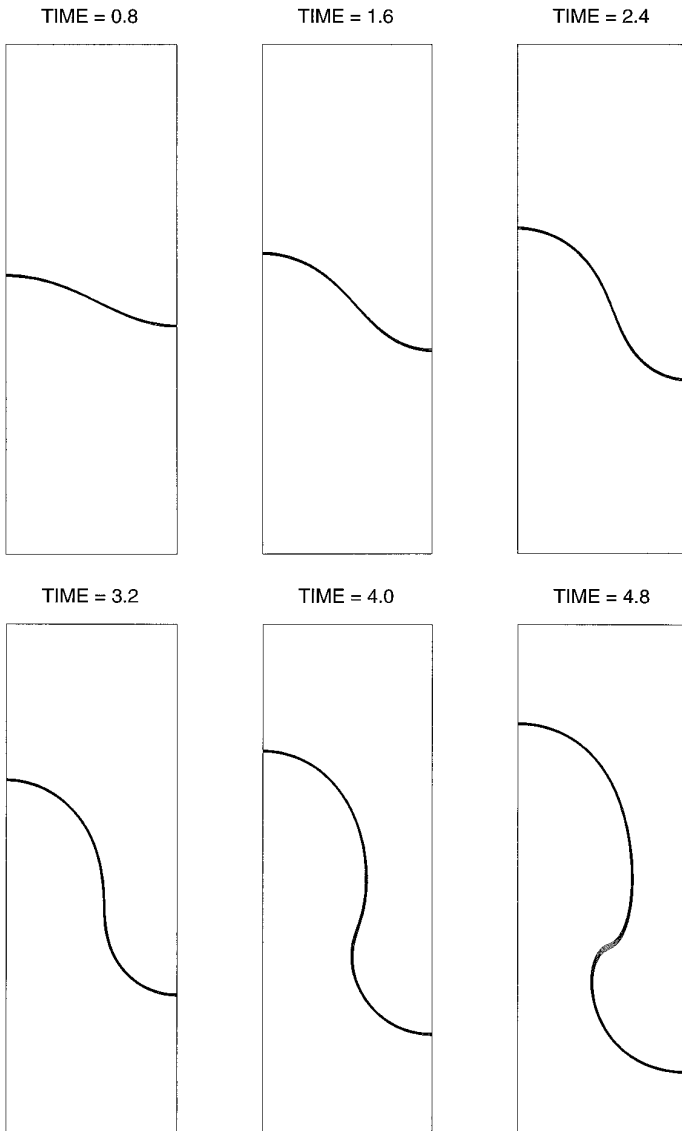 TIME = 0.8
TIME = 1.6
TIME = 2.4
TIME = 3.2
TIME = 4.0
TIME = 4.8